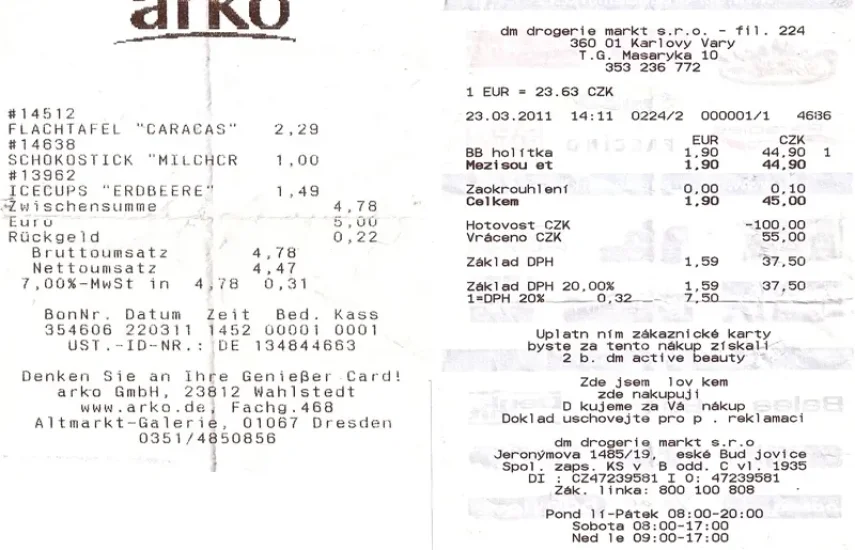 arko
#14512
FLACHTAFEL "CARACAS" 2,29
#14638
SCHOKOSTICK "MILCHCR 1,00
#13962
ICECUPS "ERDBEERE" 1,49
Zwischensumme 4,78
Euro 5,00
Rückgeld 0,22
Bruttoumsatz 4,78
Nettoumsatz 4,47
7,00%-MwSt in 4,78 0,31
BonNr. Datum Zeit Bed. Kass
354606 220311 1452 00001 0001
UST.-ID-NR.: DE 134844663
Denken Sie an Ihre Genießer Card!
arko GmbH, 23812 Wahlstedt
www.arko.de, Fachg.468
Altmarkt-Galerie, 01067 Dresden
0351/4850856
dm drogerie markt s.r.o. - fil. 224
360 01 Karlovy Vary
T.G. Masaryka 10
353 236 772
1 EUR = 23.63 CZK
23.03.2011 14:11 0224/2 000001/1 4686
EUR CZK
BB holítka 1,90 44,90 1
Mezisou et 1,90 44,90
Zaokrouhlení 0,00 0,10
Celkem 1,90 45,00
Hotovost CZK -100,00
Vráceno CZK 55,00
Základ DPH 1,59 37,50
Základ DPH 20,00% 1,59 37,50
1=DPH 20% 0,32 7,50
Uplatn ním zákaznické karty
byste za tento nákup získali
2 b. dm active beauty
Zde jsem lov kem
zde nakupuji
D kujeme za Vá nákup
Doklad uschovejte pro p . reklamaci
dm drogerie markt s.r.o
Jeronýmova 1485/19, eské Bud jovice
Spol. zaps. KS v B odd. C vl. 1935
DI : CZ47239581 I O: 47239581
Zák. linka: 800 100 808
Pond lí-Pátek 08:00-20:00
Sobota 08:00-17:00
Ned le 09:00-17:00